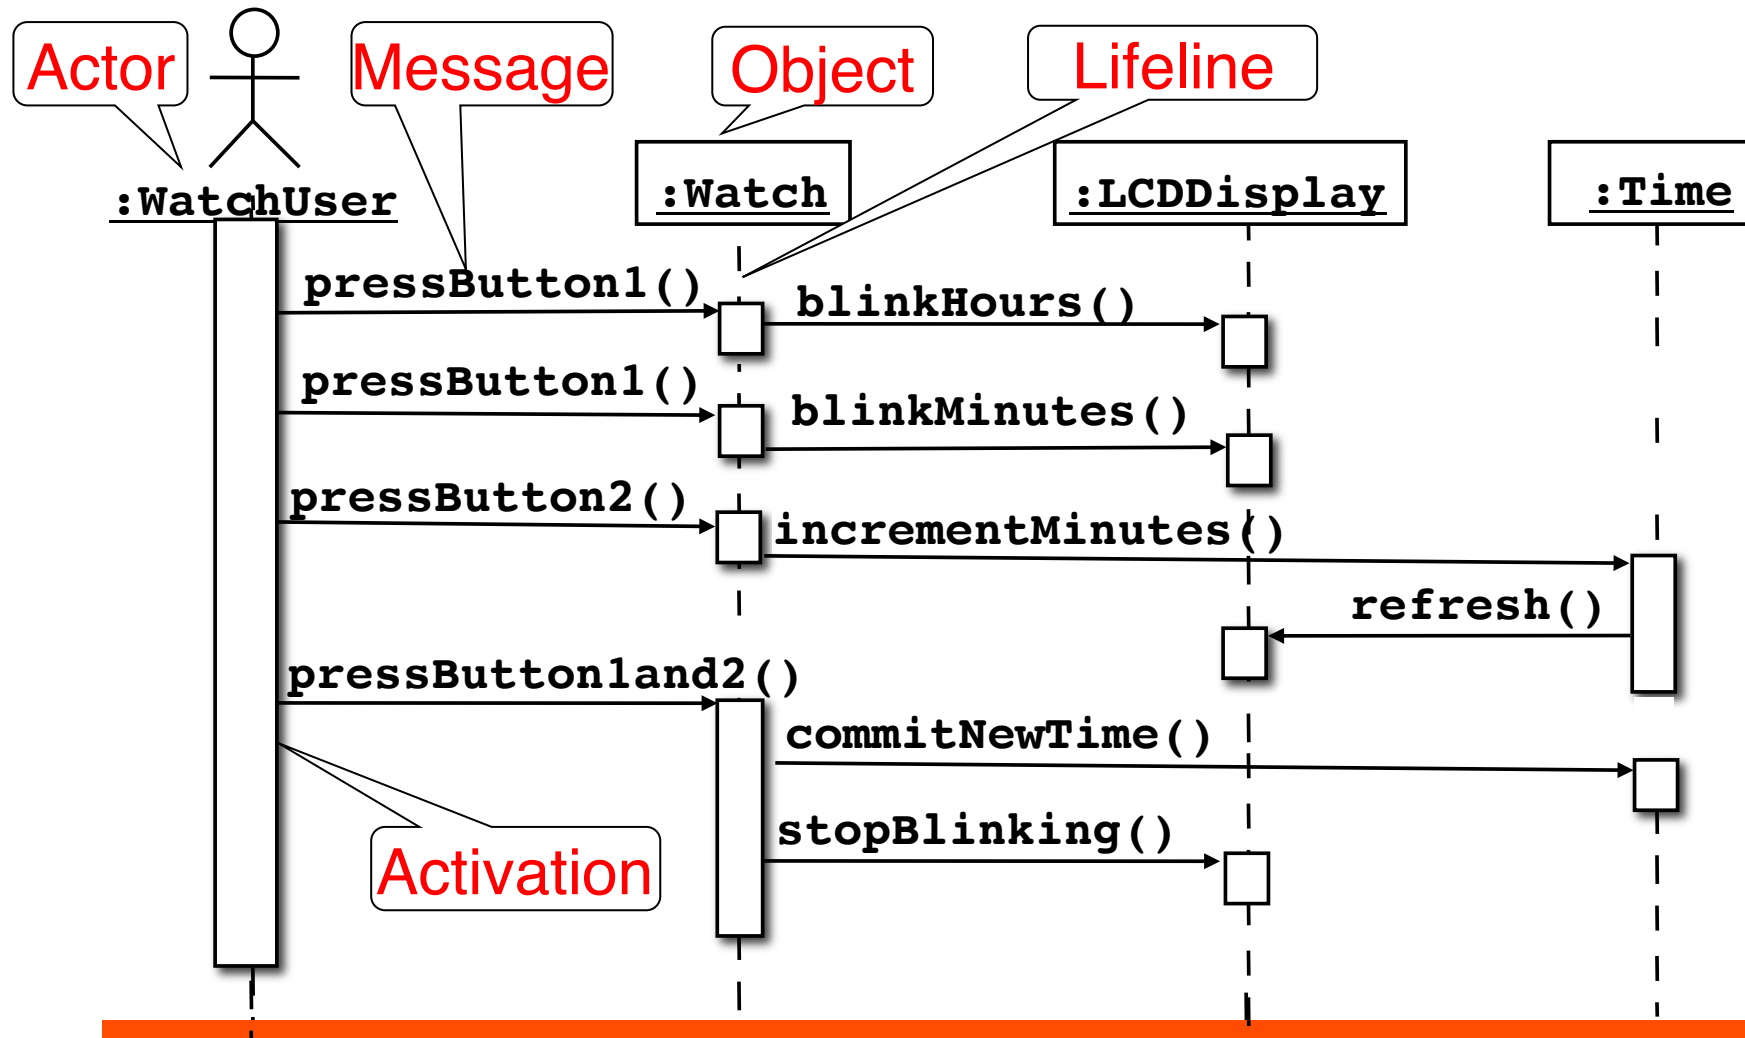 Actor
Message
Object
Lifeline
:WatchUser
:Watch
:LCDDisplay
:Time
pressButton1()
blinkHours()
pressButton1()
blinkMinutes()
pressButton2()
incrementMinutes()
refresh()
pressButton1and2()
commitNewTime()
stopBlinking()
Activation